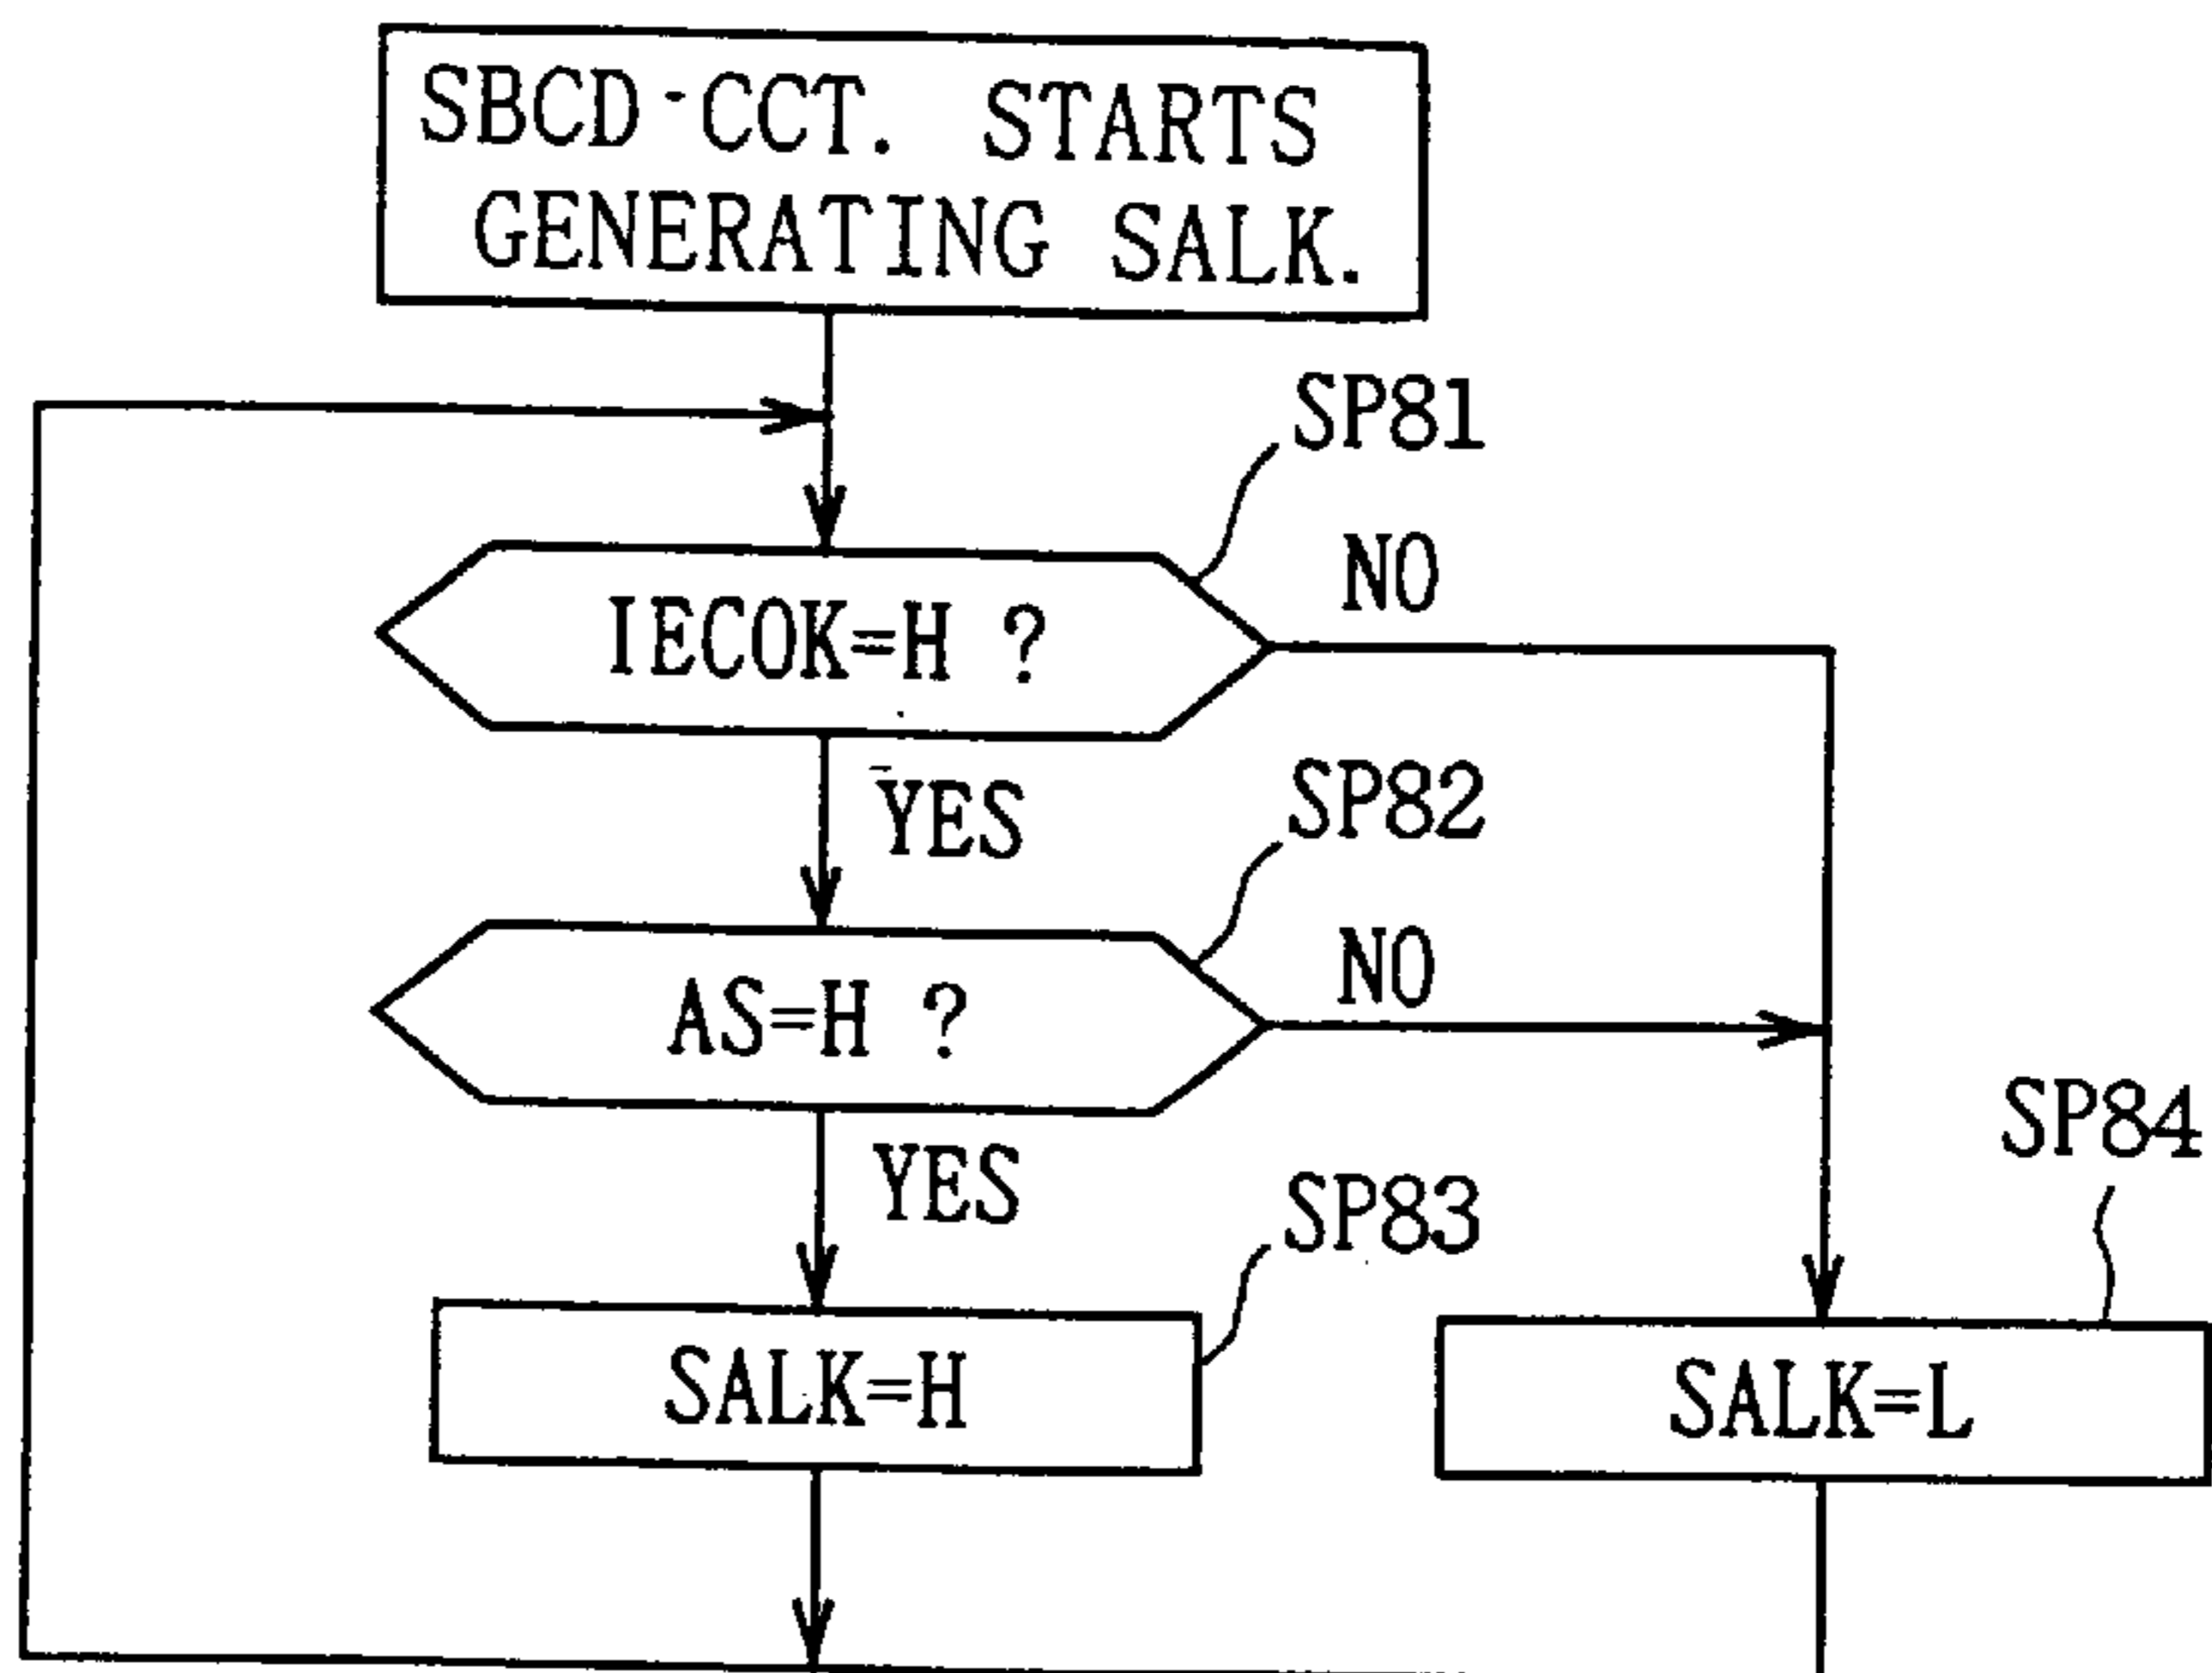 SBCD-CCT. STARTS
GENERATING SALK.
SP81
IECOK=H ?
NO
YES
SP82
AS=H ?
NO
YES
SP83
SP84
SALK=H
SALK=L